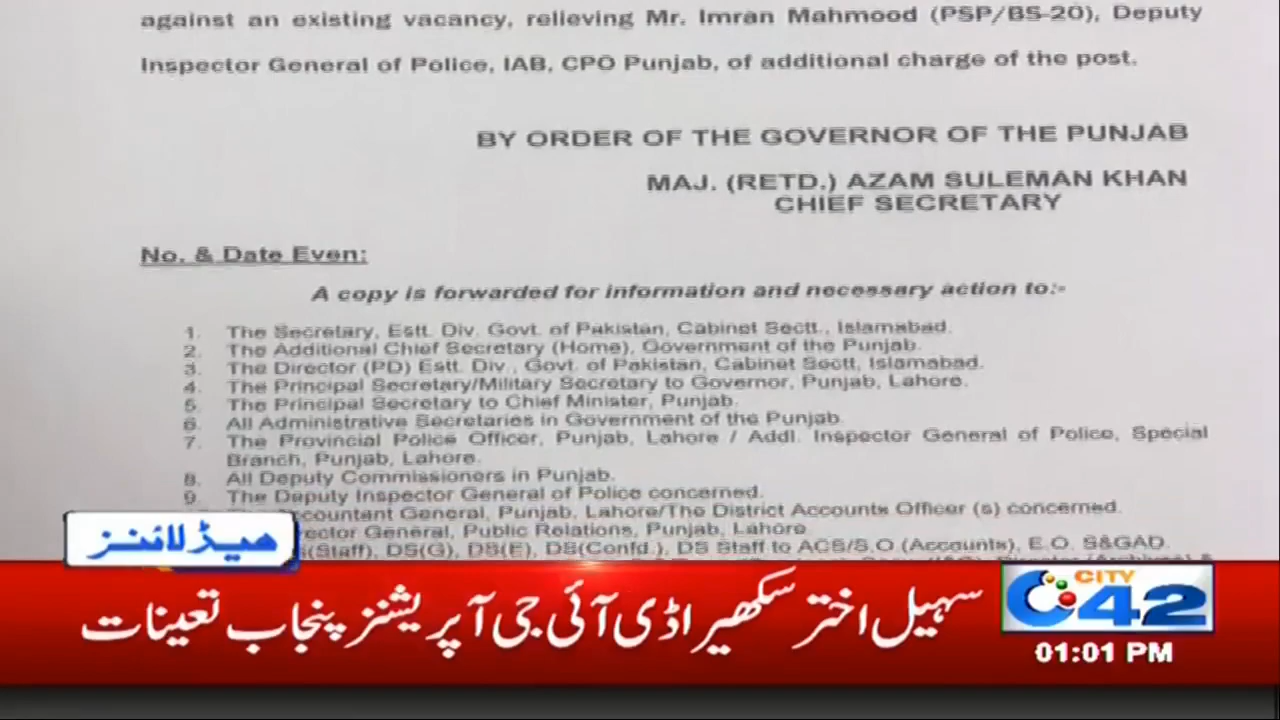 against an existing vacancy, relieving Mr. Imran Mahmood (PSP/BS-20), Deputy
Inspector General of Police, IAB, CPO Punjab, of additional charge of the post.
BY ORDER OF THE GOVERNOR OF THE PUNJAB
MAJ. (RETD.) AZAM SULEMAN KHAN
CHIEF SECRETARY
No. & Date Even:
A copy is forwarded for information and necessary action to:-
1. The Secretary, Estt. Div. Govt. of Pakistan, Cabinet Sectt., Islamabad.
2. The Additional Chief Secretary (Home), Government of the Punjab.
3. The Director (PD) Estt. Div., Govt. of Pakistan, Cabinet Sectt, Islamabad.
4. The Principal Secretary/Military Secretary to Governor, Punjab, Lahore.
5. The Principal Secretary to Chief Minister, Punjab.
6. All Administrative Secretaries in Government of the Punjab.
7. The Provincial Police Officer, Punjab, Lahore / Addl. Inspector General of Police, Special
Branch, Punjab, Lahore.
8. All Deputy Commissioners in Punjab.
9. The Deputy Inspector General of Police concerned.
ccountant General, Punjab, Lahore/The District Accounts Officer (s) concerned.
ector General, Public Relations, Punjab, Lahore
(Staff), DS(G), DS(E), DS(Confd.), DS Staff to ACS/S.O (Accounts), E.O. S&GAD.
ہیڈلائنز
سہیل اختر سکھیرا ڈی آئی جی آپریشنز پنجاب تعینات
CITY
42
01:01 PM